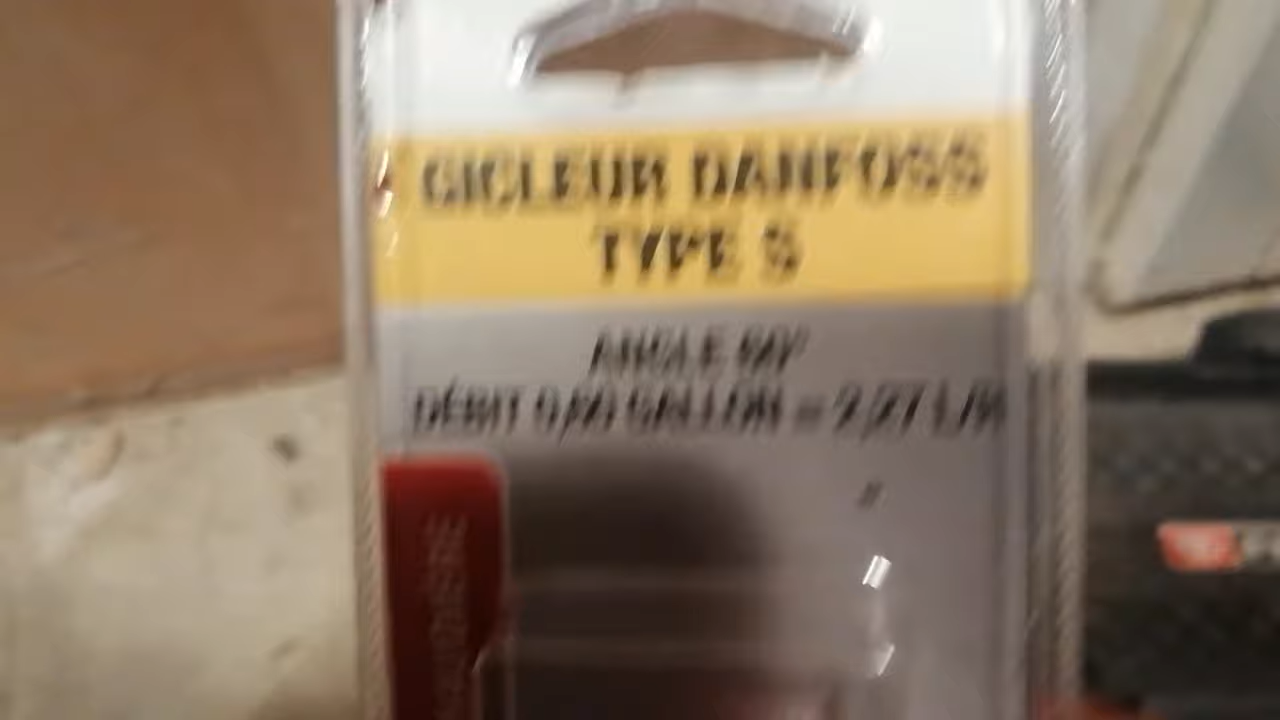 GICLEUR DANFOSS
TYPE S
ANGLE 60°
DÉBIT 0,60 GALLON = 2,27 L/H